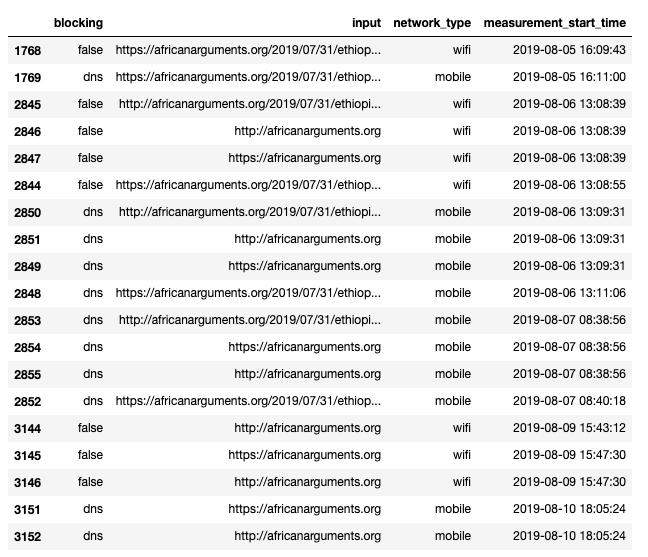 blocking input network_type measurement_start_time
1768 false https://africanarguments.org/2019/07/31/ethiop... wifi 2019-08-05 16:09:43
1769 dns https://africanarguments.org/2019/07/31/ethiop... mobile 2019-08-05 16:11:00
2845 false http://africanarguments.org/2019/07/31/ethiopi... wifi 2019-08-06 13:08:39
2846 false http://africanarguments.org wifi 2019-08-06 13:08:39
2847 false https://africanarguments.org wifi 2019-08-06 13:08:39
2844 false https://africanarguments.org/2019/07/31/ethiop... wifi 2019-08-06 13:08:55
2850 dns http://africanarguments.org/2019/07/31/ethiopi... mobile 2019-08-06 13:09:31
2851 dns http://africanarguments.org mobile 2019-08-06 13:09:31
2849 dns https://africanarguments.org mobile 2019-08-06 13:09:31
2848 dns https://africanarguments.org/2019/07/31/ethiop... mobile 2019-08-06 13:11:06
2853 dns http://africanarguments.org/2019/07/31/ethiopi... mobile 2019-08-07 08:38:56
2854 dns https://africanarguments.org mobile 2019-08-07 08:38:56
2855 dns http://africanarguments.org mobile 2019-08-07 08:38:56
2852 dns https://africanarguments.org/2019/07/31/ethiop... mobile 2019-08-07 08:40:18
3144 false http://africanarguments.org wifi 2019-08-09 15:43:12
3145 false https://africanarguments.org wifi 2019-08-09 15:47:30
3146 false http://africanarguments.org wifi 2019-08-09 15:47:30
3151 dns https://africanarguments.org mobile 2019-08-10 18:05:24
3152 dns http://africanarguments.org mobile 2019-08-10 18:05:24